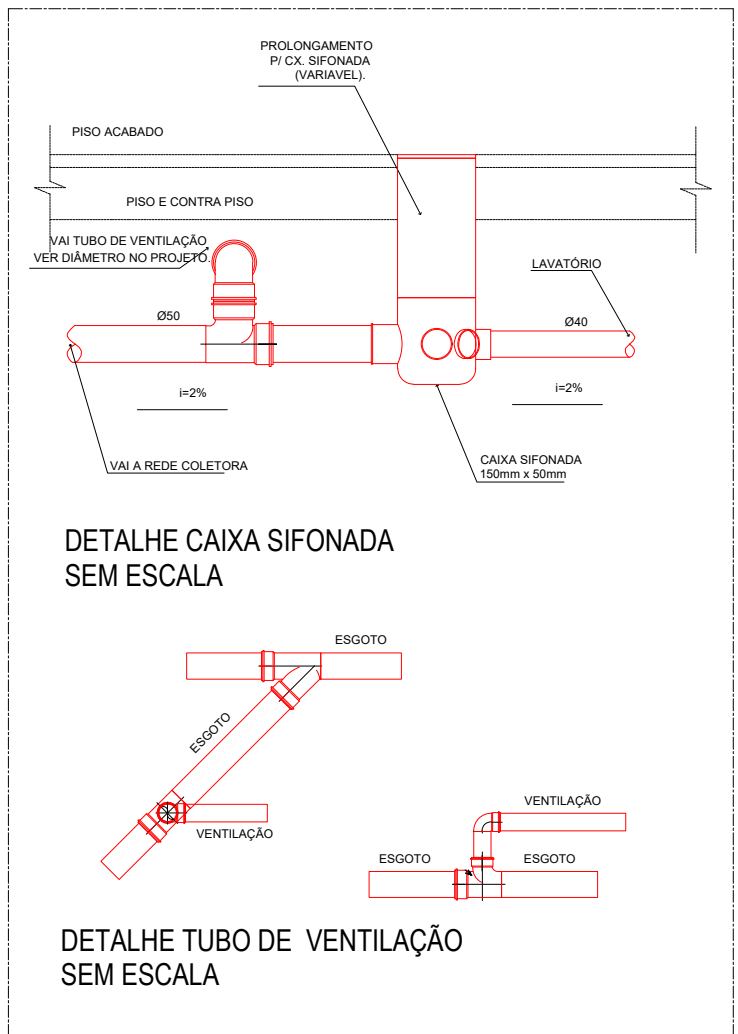 PROLONGAMENTO
P/ CX. SIFONADA
(VARIAVEL).
PISO ACABADO
PISO E CONTRA PISO
VAI TUBO DE VENTILAÇÃO
VER DIÂMETRO NO PROJETO.
LAVATÓRIO
Ø50
Ø40
i=2%
i=2%
VAI A REDE COLETORA
CAIXA SIFONADA
150mm x 50mm
DETALHE CAIXA SIFONADA
SEM ESCALA
ESGOTO
ESGOTO
VENTILAÇÃO
VENTILAÇÃO
ESGOTO
ESGOTO
DETALHE TUBO DE VENTILAÇÃO
SEM ESCALA